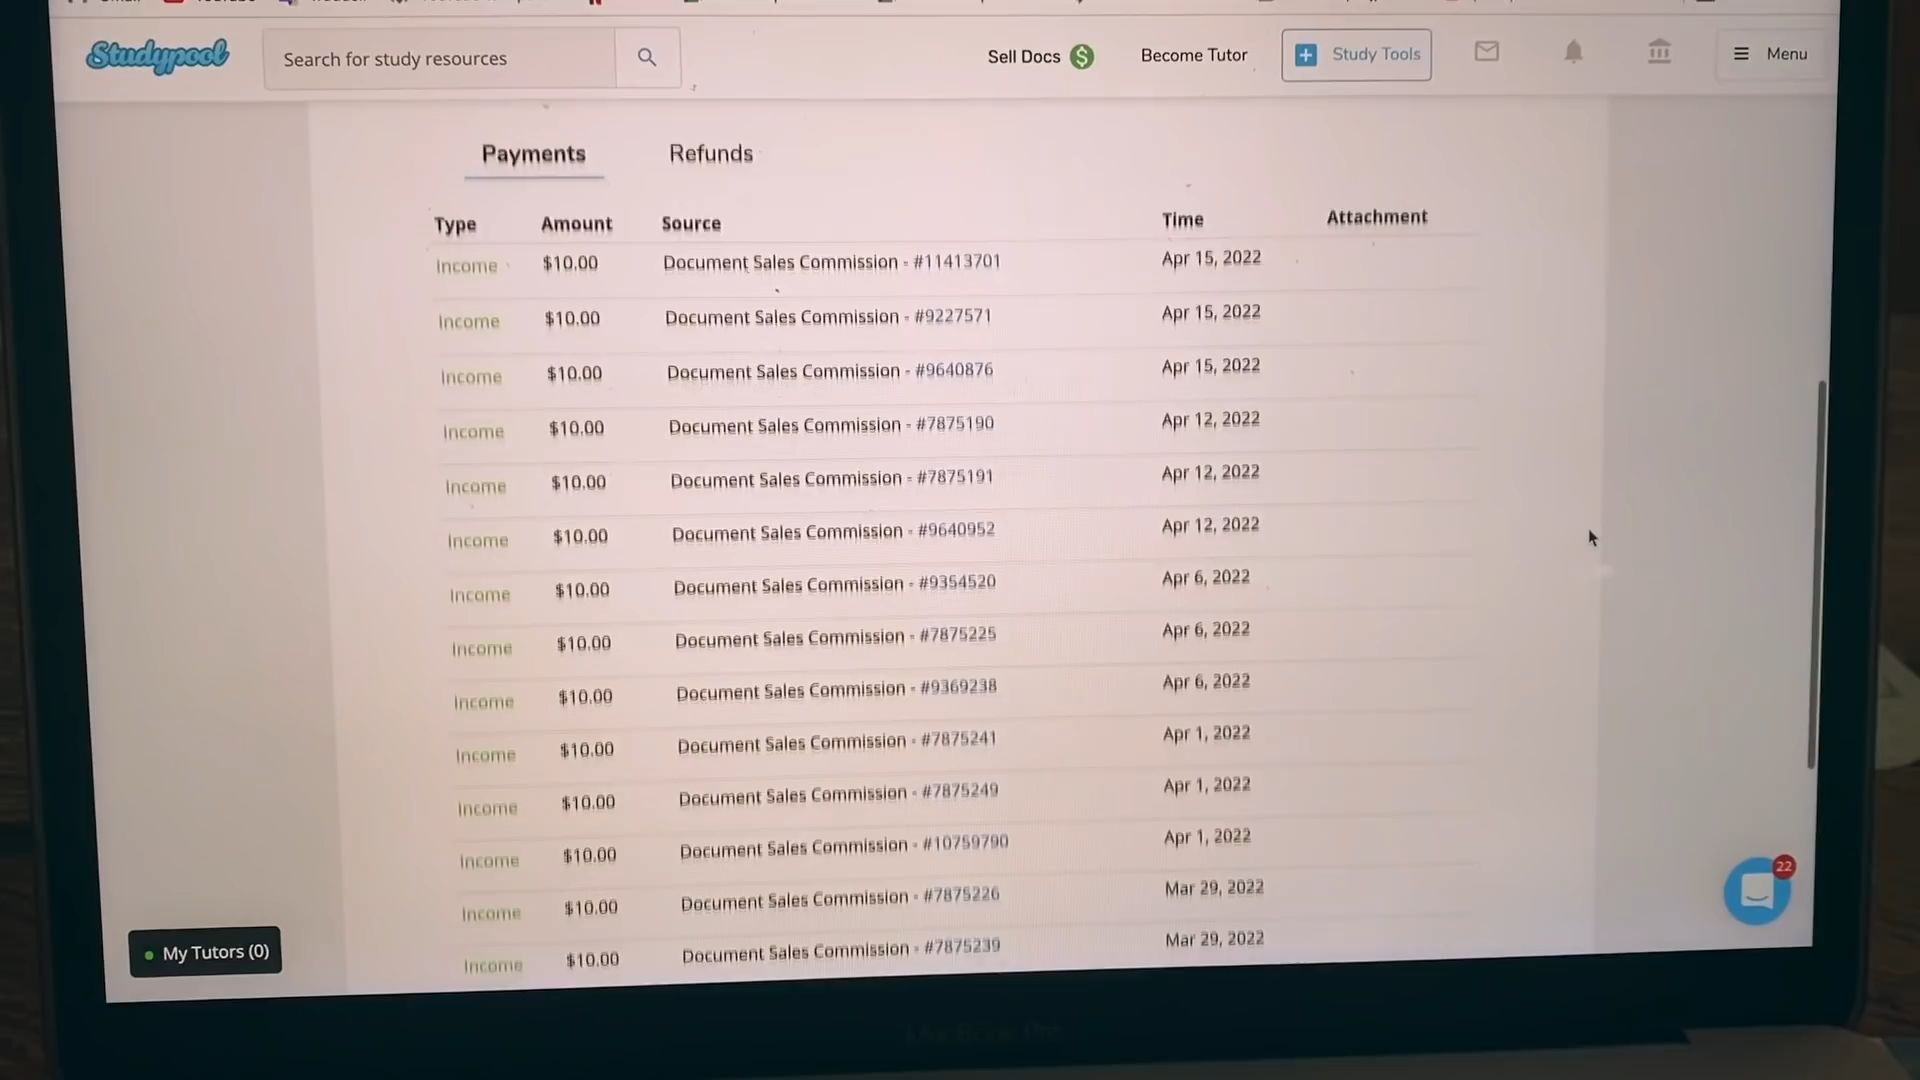 Studypool Search for study resources Sell Docs $ Become Tutor + Study Tools Menu
Payments Refunds
Type Amount Source Time Attachment
Income $10.00 Document Sales Commission - #11413701 Apr 15, 2022
Income $10.00 Document Sales Commission - #9227571 Apr 15, 2022
Income $10.00 Document Sales Commission - #9640876 Apr 15, 2022
Income $10.00 Document Sales Commission - #7875190 Apr 12, 2022
Income $10.00 Document Sales Commission - #7875191 Apr 12, 2022
Income $10.00 Document Sales Commission - #9640952 Apr 12, 2022
Income $10.00 Document Sales Commission - #9354520 Apr 6, 2022
Income $10.00 Document Sales Commission - #7875225 Apr 6, 2022
Income $10.00 Document Sales Commission - #9369238 Apr 6, 2022
Income $10.00 Document Sales Commission - #7875241 Apr 1, 2022
Income $10.00 Document Sales Commission - #7875249 Apr 1, 2022
Income $10.00 Document Sales Commission - #10759790 Apr 1, 2022
Income $10.00 Document Sales Commission - #7875226 Mar 29, 2022
Income $10.00 Document Sales Commission - #7875239 Mar 29, 2022
22
My Tutors (0)
MacBook Pro